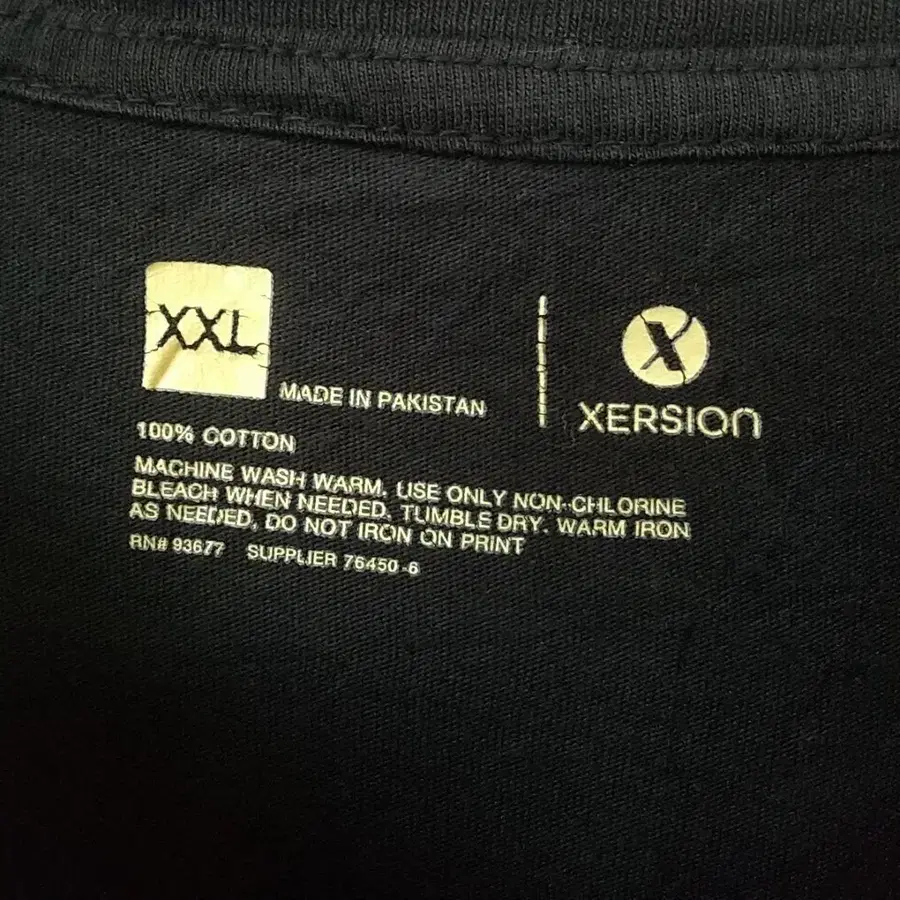 XXL
MADE IN PAKISTAN
X
XERSION
100% COTTON
MACHINE WASH WARM, USE ONLY NON-CHLORINE
BLEACH WHEN NEEDED, TUMBLE DRY. WARM IRON
AS NEEDED, DO NOT IRON ON PRINT
RN# 93677 SUPPLIER 76450-6